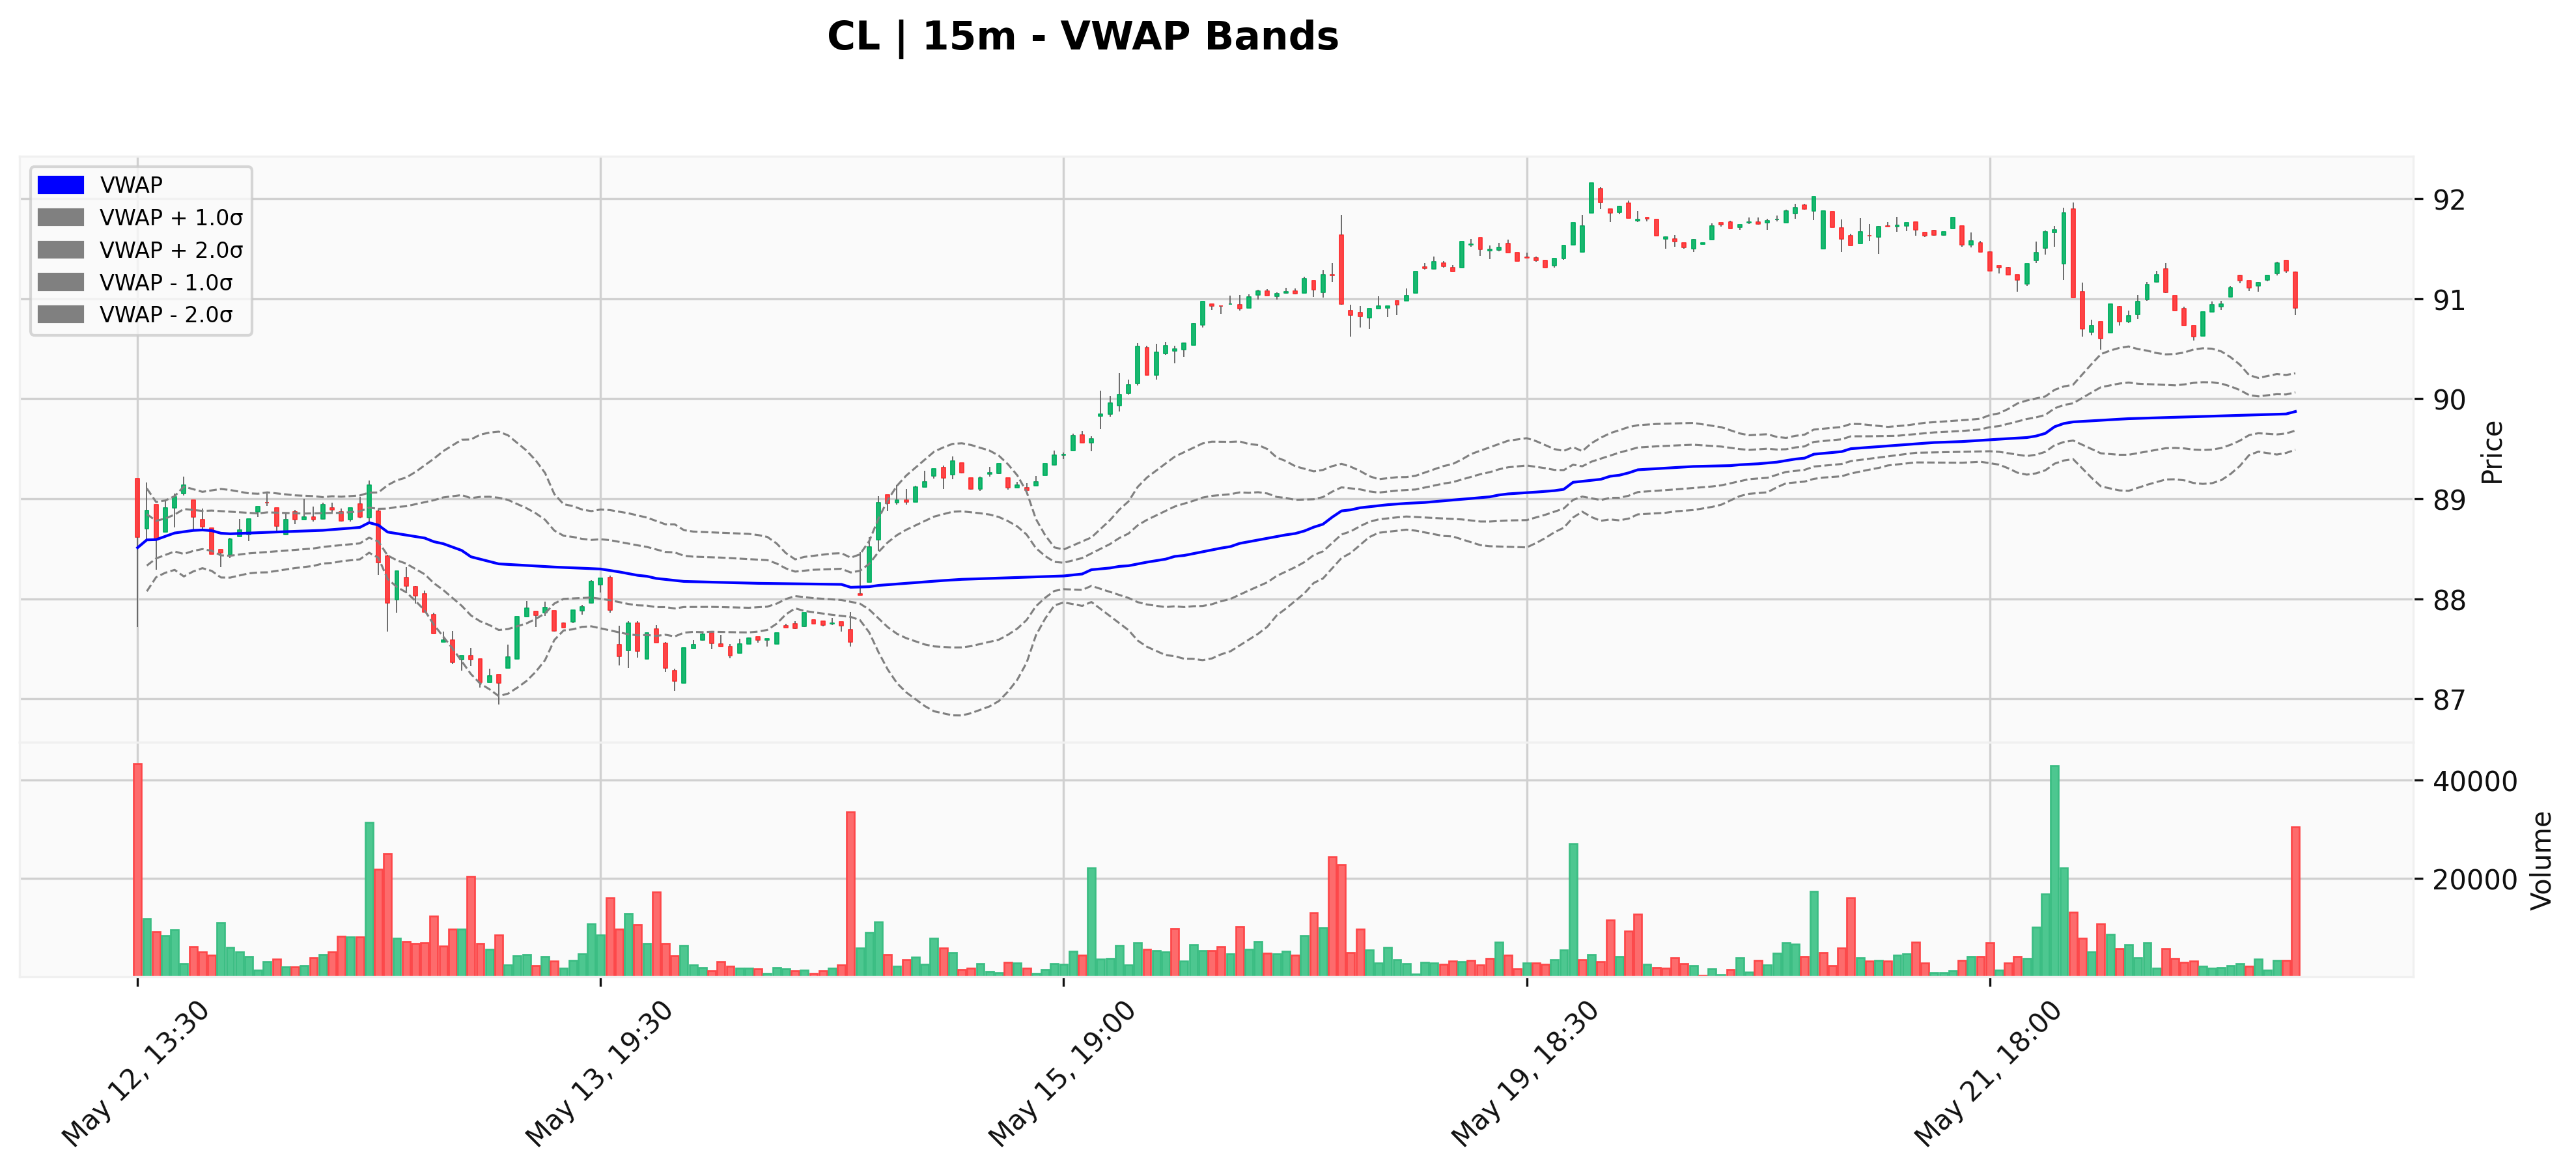 CL | 15m - VWAP Bands
VWAP
VWAP + 1.0σ
VWAP + 2.0σ
VWAP - 1.0σ
VWAP - 2.0σ
92
91
90
89
88
87
Price
40000
20000
Volume
May 12, 13:30
May 13, 19:30
May 15, 19:00
May 19, 18:30
May 21, 18:00